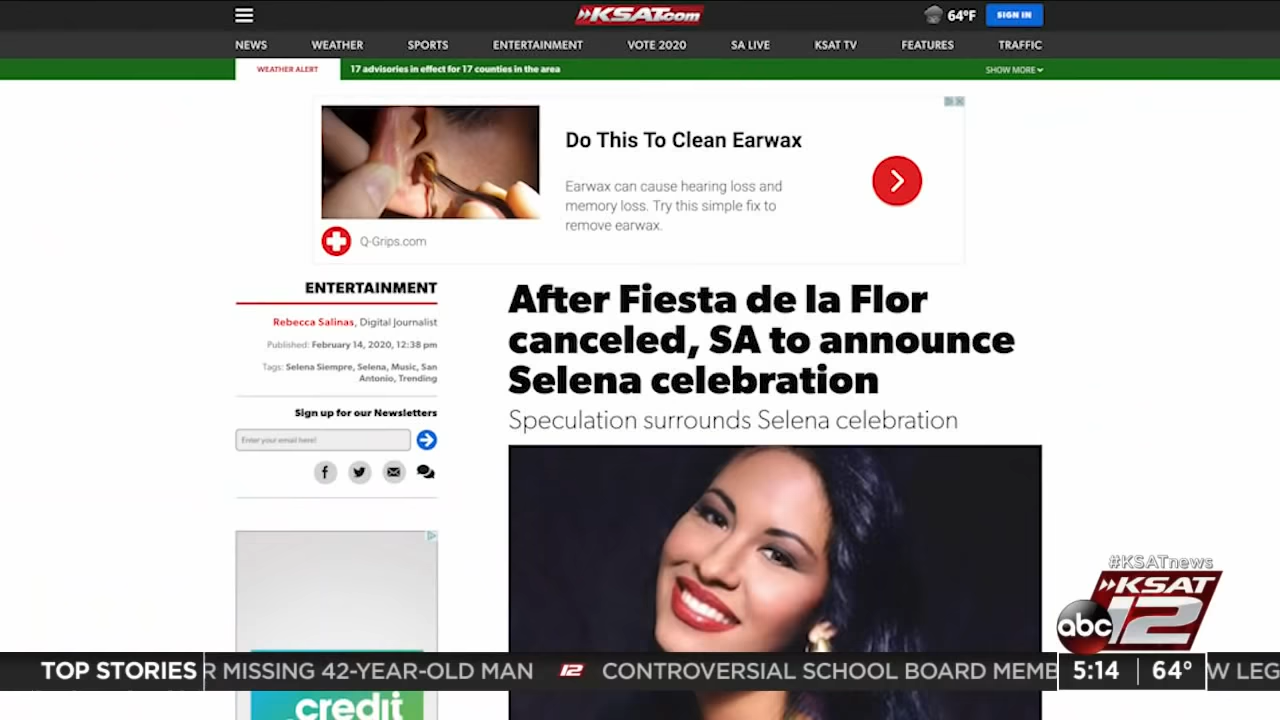 KSAT.com
64°F
SIGN IN
NEWS
WEATHER
SPORTS
ENTERTAINMENT
VOTE 2020
SA LIVE
KSAT TV
FEATURES
TRAFFIC
WEATHER ALERT
17 advisories in effect for 17 counties in the area
SHOW MORE
Do This To Clean Earwax
Earwax can cause hearing loss and
memory loss. Try this simple fix to
remove earwax.
Q-Grips.com
ENTERTAINMENT
Rebecca Salinas, Digital Journalist
Published: February 14, 2020, 12:38 pm
Tags: Selena Siempre, Selena, Music, San
Antonio, Trending
Sign up for our Newsletters
Enter your email here!
After Fiesta de la Flor
canceled, SA to announce
Selena celebration
Speculation surrounds Selena celebration
#KSATnews
KSAT
abc 12
TOP STORIES
R MISSING 42-YEAR-OLD MAN 12 CONTROVERSIAL SCHOOL BOARD MEMB
5:14 64°
W LEG
credit